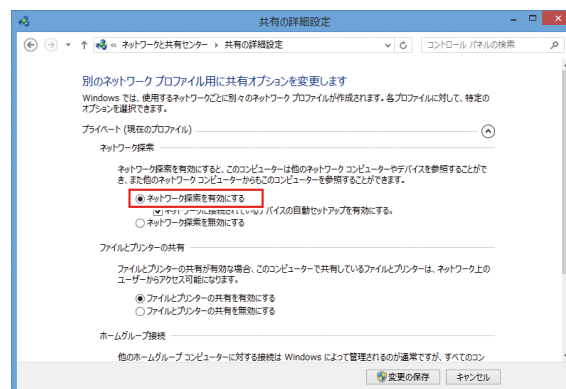 共有の詳細設定
« ネットワークと共有センター ▸ 共有の詳細設定
コントロール パネルの検索
別のネットワーク プロファイル用に共有オプションを変更します
Windows では、使用するネットワークごとに別々のネットワーク プロファイルが作成されます。各プロファイルに対して、特定の
オプションを選択できます。
プライベート (現在のプロファイル)
ネットワーク探索
ネットワーク探索を有効にすると、このコンピューターは他のネットワーク コンピューターやデバイスを参照することがで
き、また他のネットワーク コンピューターからもこのコンピューターを参照することができます。
ネットワーク探索を有効にする
ネットワークに接続されているデバイスの自動セットアップを有効にする。
ネットワーク探索を無効にする
ファイルとプリンターの共有
ファイルとプリンターの共有が有効な場合、このコンピューターで共有しているファイルとプリンターは、ネットワーク上の
ユーザーからアクセス可能になります。
ファイルとプリンターの共有を有効にする
ファイルとプリンターの共有を無効にする
ホームグループ接続
他のホームグループ コンピューターに対する接続は Windows によって管理されるのが通常ですが、すべてのコン
変更の保存
キャンセル